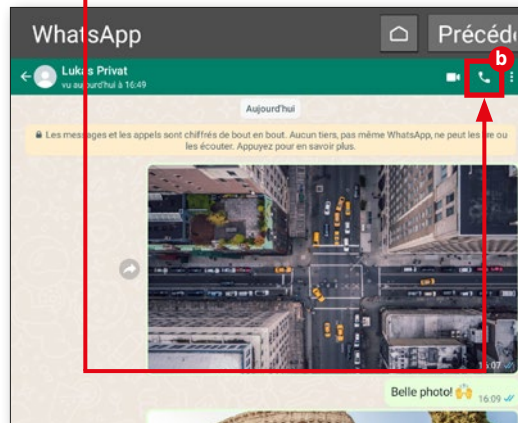 WhatsApp
Précéd
b
Lukas Privat
vu aujourd'hui à 16:49
Aujourd'hui
Les messages et les appels sont chiffrés de bout en bout. Aucun tiers, pas même WhatsApp, ne peut les lire ou
les écouter. Appuyez pour en savoir plus.
16:07
Belle photo! 🙌 16:09